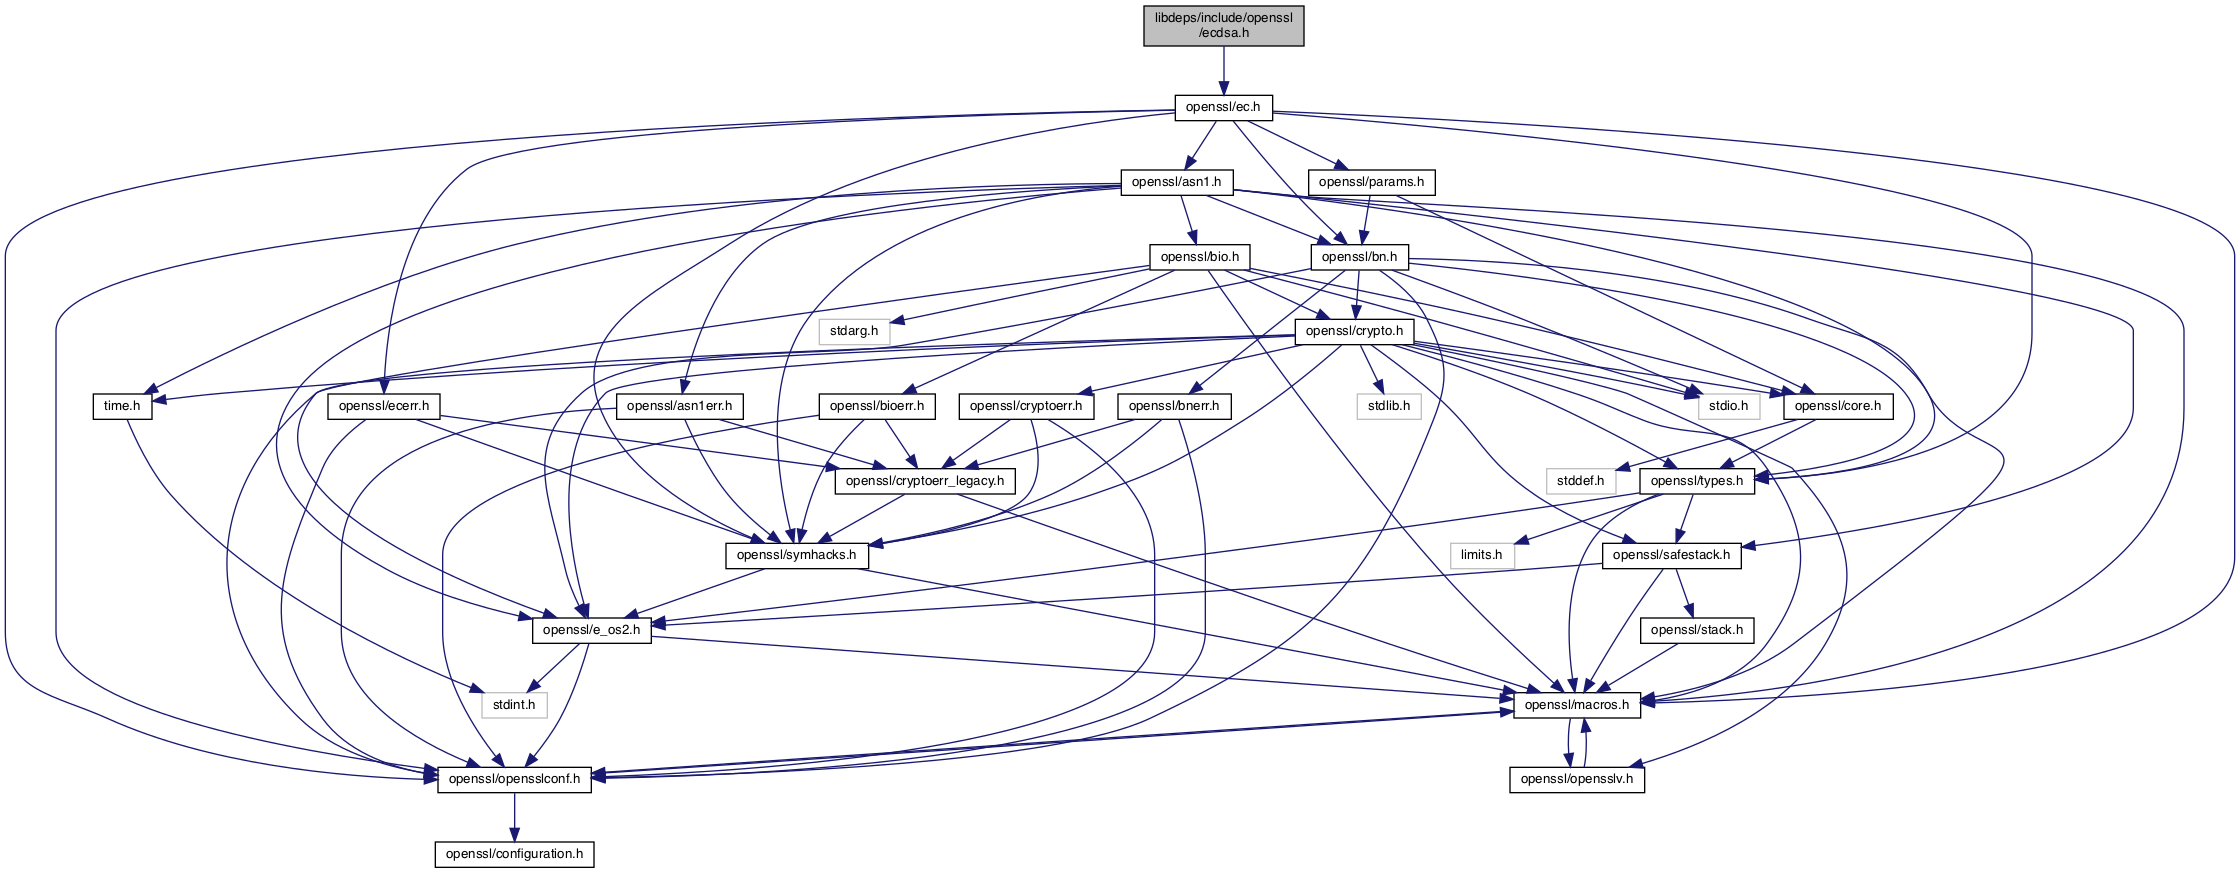 libdeps/include/openssl
/ecdsa.h
openssl/ec.h
openssl/asn1.h
openssl/params.h
openssl/bio.h
openssl/bn.h
stdarg.h
openssl/crypto.h
time.h
openssl/ecerr.h
openssl/asn1err.h
openssl/bioerr.h
openssl/cryptoerr.h
openssl/bnerr.h
stdlib.h
stdio.h
openssl/core.h
openssl/cryptoerr_legacy.h
stddef.h
openssl/types.h
openssl/symhacks.h
limits.h
openssl/safestack.h
openssl/e_os2.h
openssl/stack.h
stdint.h
openssl/macros.h
openssl/opensslconf.h
openssl/opensslv.h
openssl/configuration.h